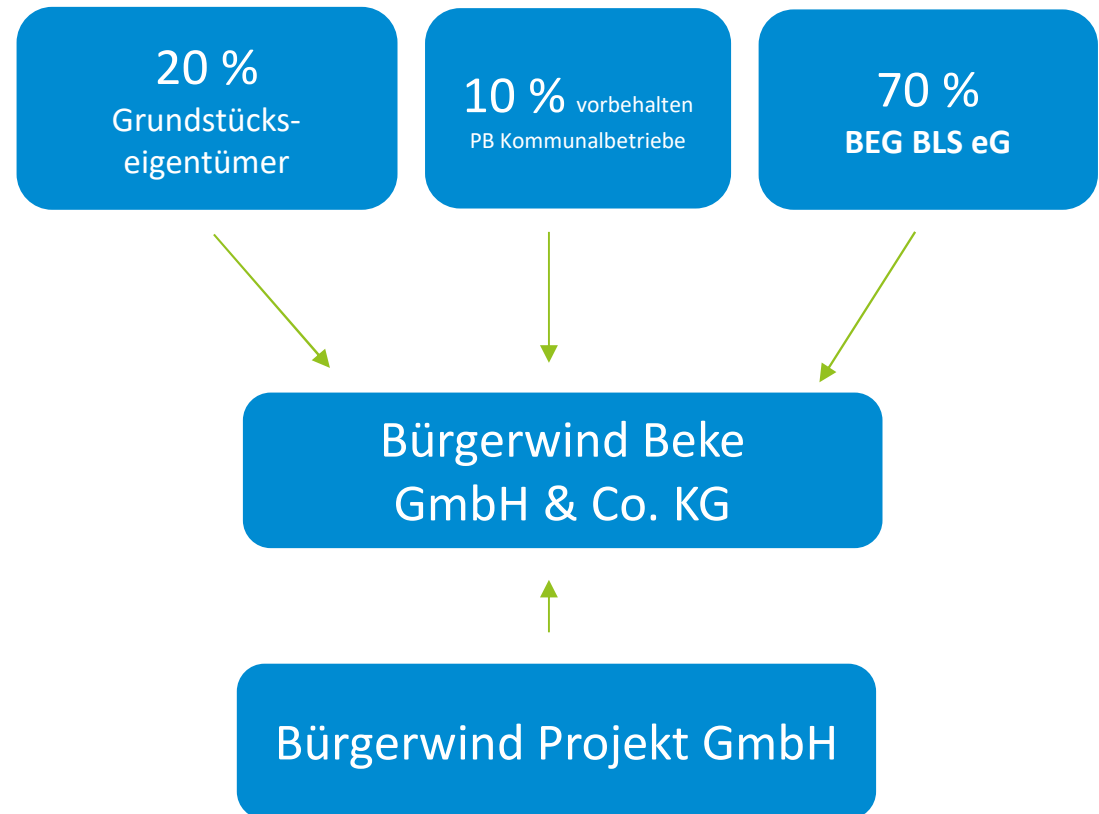 20 %
Grundstücks-
eigentümer
10 % vorbehalten
PB Kommunalbetriebe
70 %
BEG BLS eG
Bürgerwind Beke
GmbH & Co. KG
Bürgerwind Projekt GmbH